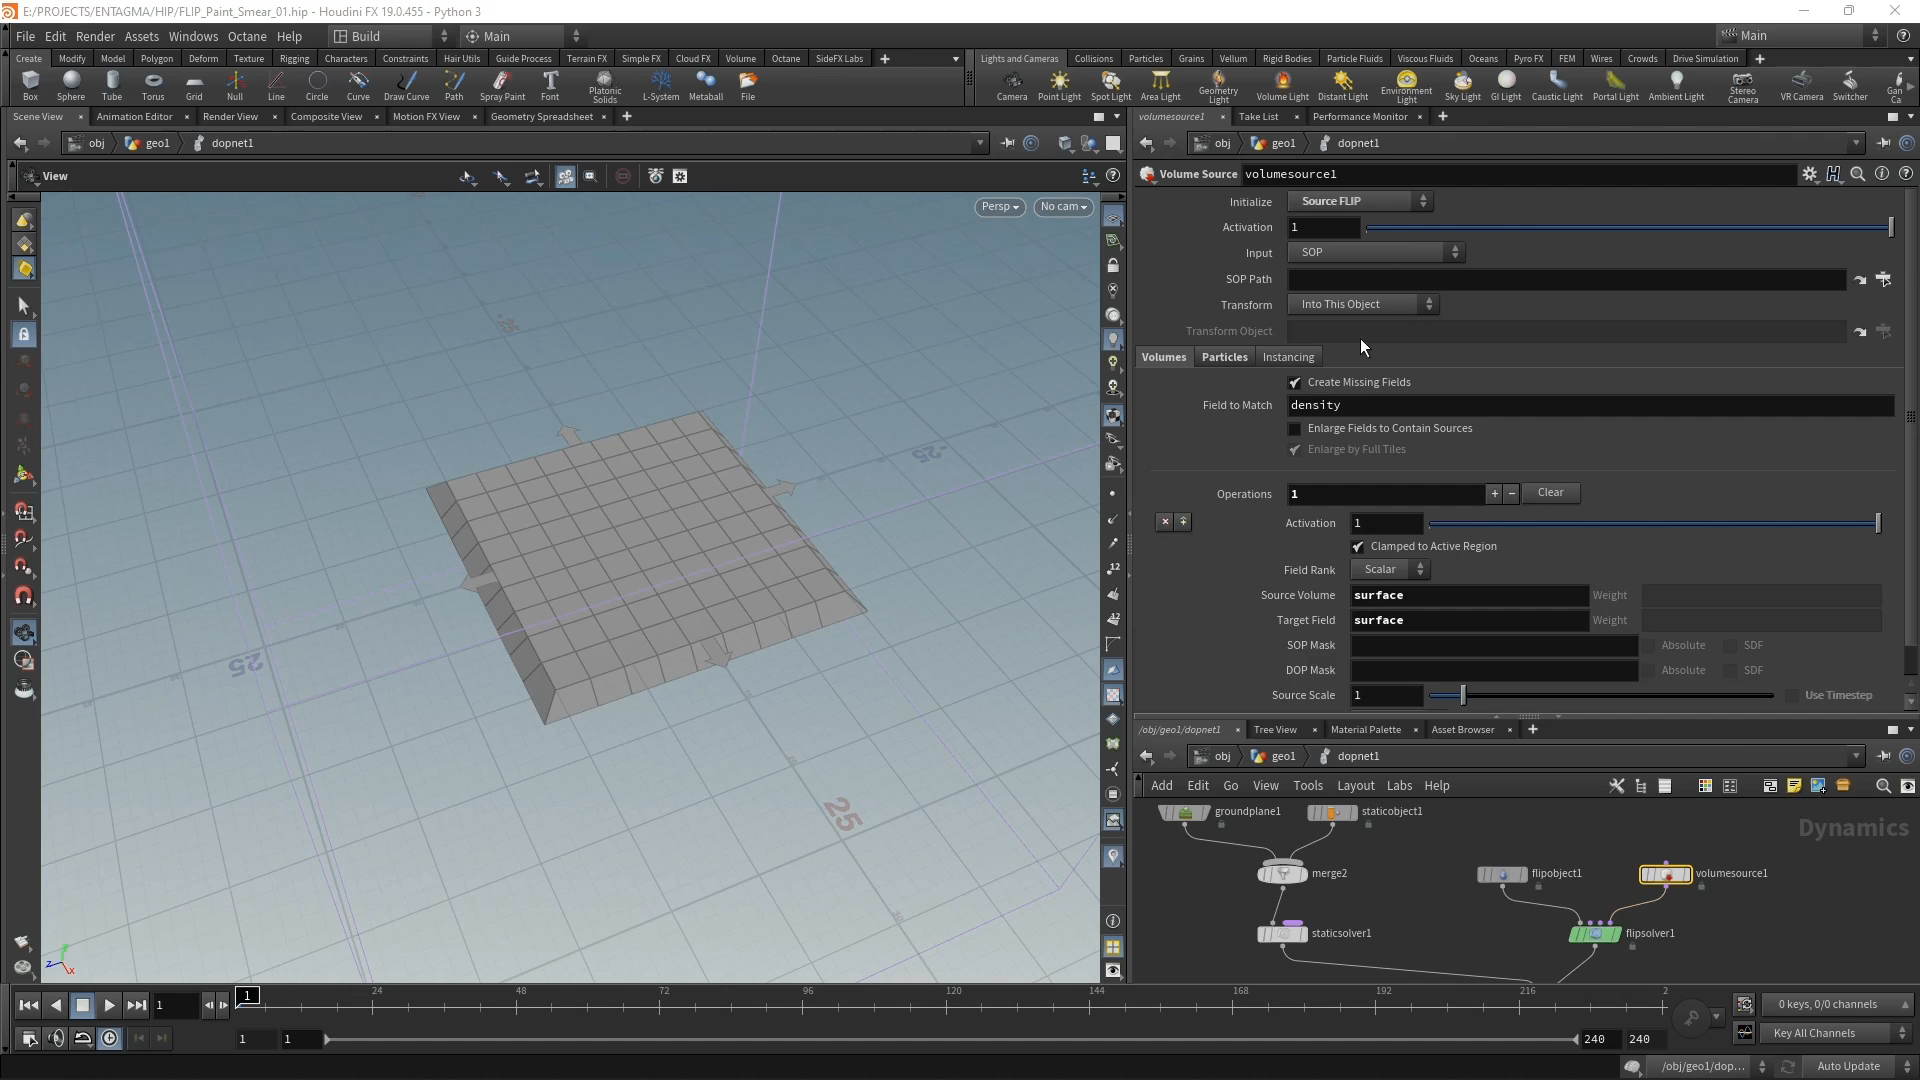 E:/PROJECTS/ENTAGMA/HIP/FLIP_Paint_Smear_01.hip - Houdini FX 19.0.455 - Python 3
File Edit Render Assets Windows Octane Help Build Main Main
Create Modify Model Polygon Deform Texture Rigging Characters Constraints Hair Utils Guide Process Terrain FX Simple FX Cloud FX Volume Octane SideFX Labs
Lights and Cameras Collisions Particles Grains Vellum Rigid Bodies Particle Fluids Viscous Fluids Oceans Pyro FX FEM Wires Crowds Drive Simulation
Box Sphere Tube Torus Grid Null Line Circle Curve Draw Curve Path Spray Paint Font Platonic Solids L-System Metaball File
Camera Point Light Spot Light Area Light Geometry Light Volume Light Distant Light Environment Light Sky Light GI Light Caustic Light Portal Light Ambient Light Stereo Camera VR Camera Switcher Gan Ca
Scene View Animation Editor Render View Composite View Motion FX View Geometry Spreadsheet
volumesource1 Take List Performance Monitor
obj geo1 dopnet1
obj geo1 dopnet1
View
Persp No cam
25
25
25
25
Volume Source volumesource1
Initialize Source FLIP
Activation 1
Input SOP
SOP Path
Transform Into This Object
Transform Object
Volumes Particles Instancing
Create Missing Fields
Field to Match density
Enlarge Fields to Contain Sources
Enlarge by Full Tiles
Operations 1 Clear
Activation 1
Clamped to Active Region
Field Rank Scalar
Source Volume surface Weight
Target Field surface Weight
SOP Mask Absolute SDF
DOP Mask Absolute SDF
Source Scale 1 Use Timestep
/obj/geo1/dopnet1 Tree View Material Palette Asset Browser
obj geo1 dopnet1
Add Edit Go View Tools Layout Labs Help
Dynamics
groundplane1 staticobject1
merge2 flipobject1 volumesource1
staticsolver1 flipsolver1
12
12
z x
1 1 24 48 72 96 120 144 168 192 216 2
0 keys, 0/0 channels
1 1 240 240 Key All Channels
/obj/geo1/dop... Auto Update